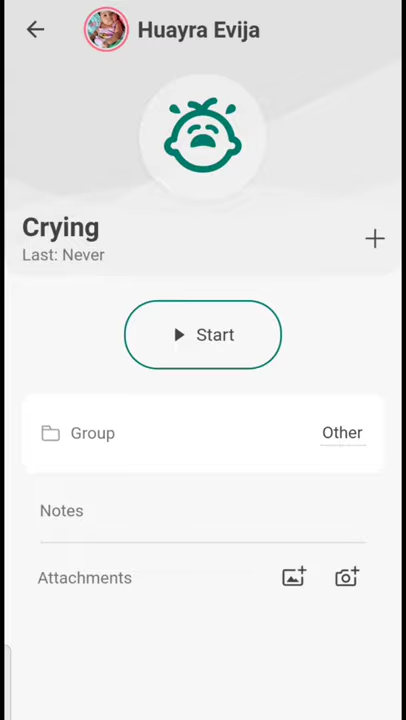 Huayra Evija
Crying
Last: Never
Start
Group
Other
Notes
Attachments